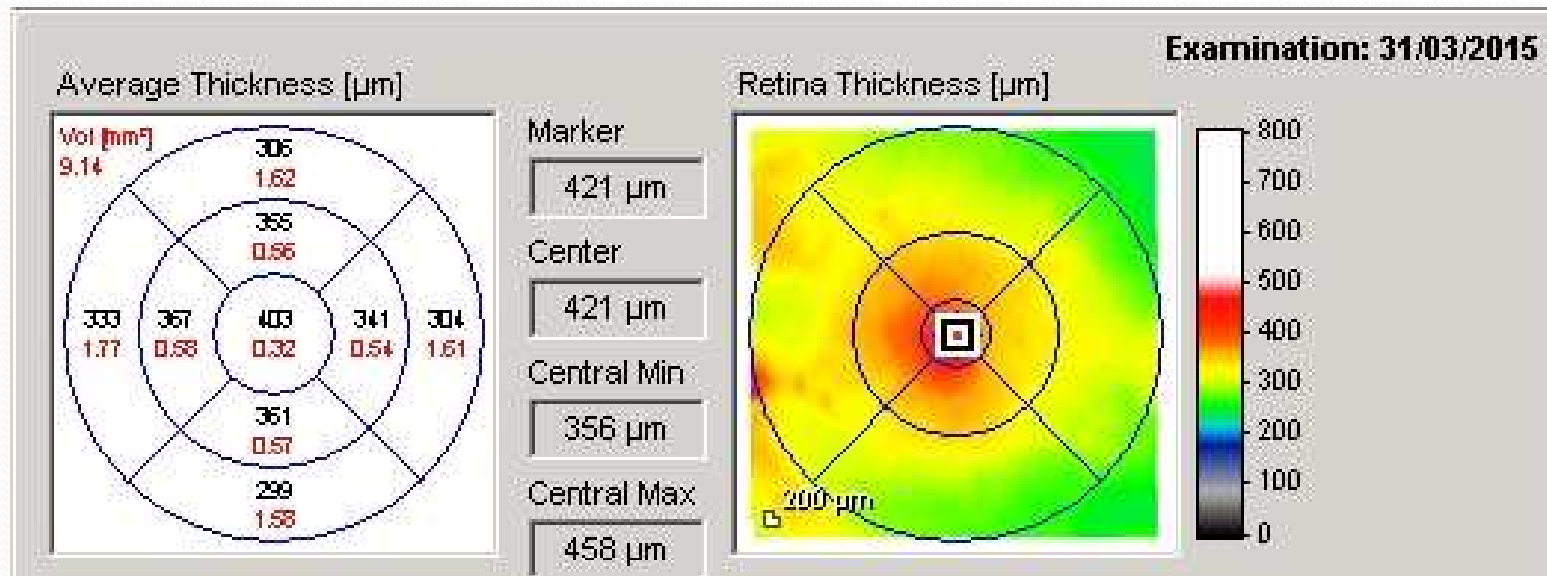 Examination: 31/03/2015
Average Thickness [µm]
Vol [mm³]
9.14
306
1.62
355
0.56
333 367 403 341 304
1.77 0.58 0.32 0.54 1.61
361
0.57
299
1.58
Marker
421 µm
Center
421 µm
Central Min
356 µm
Central Max
458 µm
Retina Thickness [µm]
200 µm
800
700
600
500
400
300
200
100
0